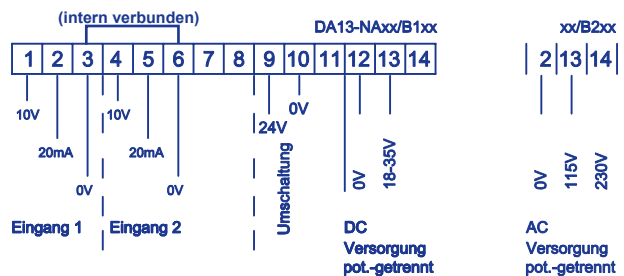 (intern verbunden)
DA13-NAxx/B1xx
xx/B2xx
1 2 3 4 5 6 7 8 9 10 11 12 13 14
2 13 14
10V
20mA
0V
10V
20mA
0V
24V
0V
Umschaltung
0V
18-35V
0V
115V
230V
Eingang 1
Eingang 2
DC
Versorgung
pot.-getrennt
AC
Versorgung
pot.-getrennt